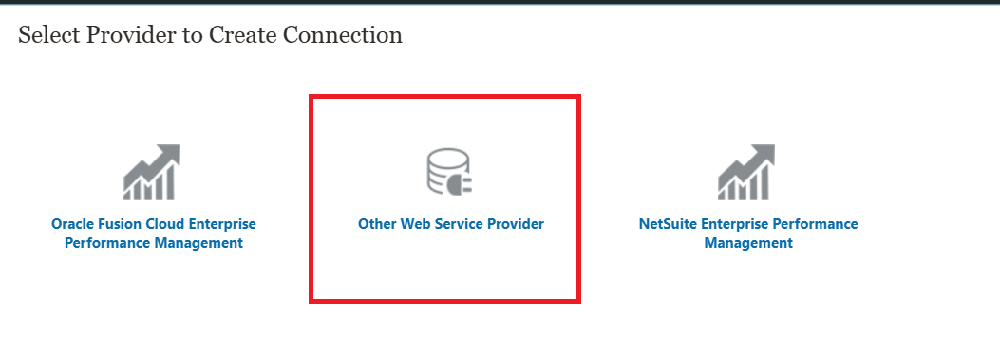 Select Provider to Create Connection
Oracle Fusion Cloud Enterprise
Performance Management
Other Web Service Provider
NetSuite Enterprise Performance
Management